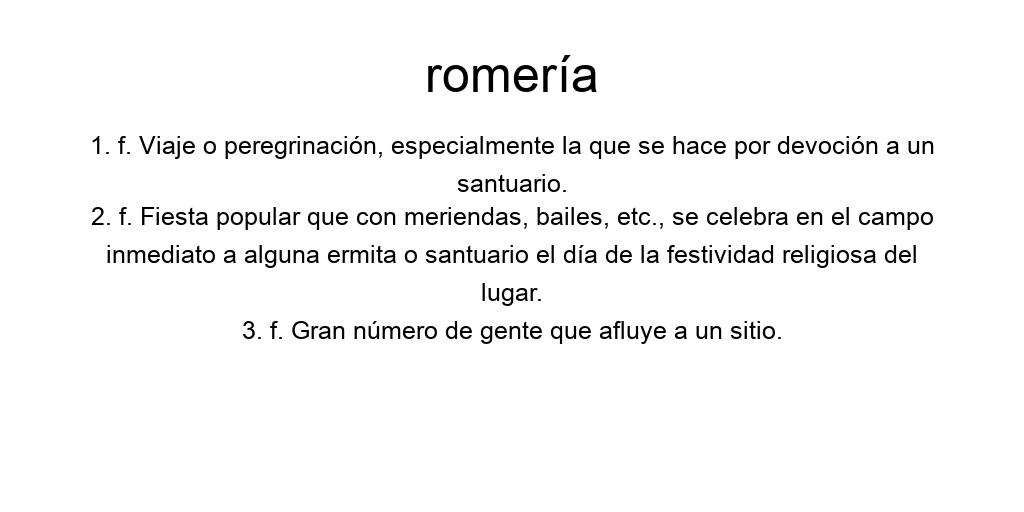 romería
1. f. Viaje o peregrinación, especialmente la que se hace por devoción a un
santuario.
2. f. Fiesta popular que con meriendas, bailes, etc., se celebra en el campo
inmediato a alguna ermita o santuario el día de la festividad religiosa del
lugar.
3. f. Gran número de gente que afluye a un sitio.